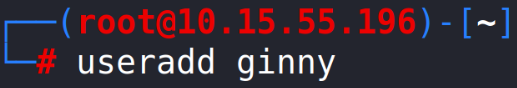 ┌──(root@10.15.55.196)-[~]
└─# useradd ginny